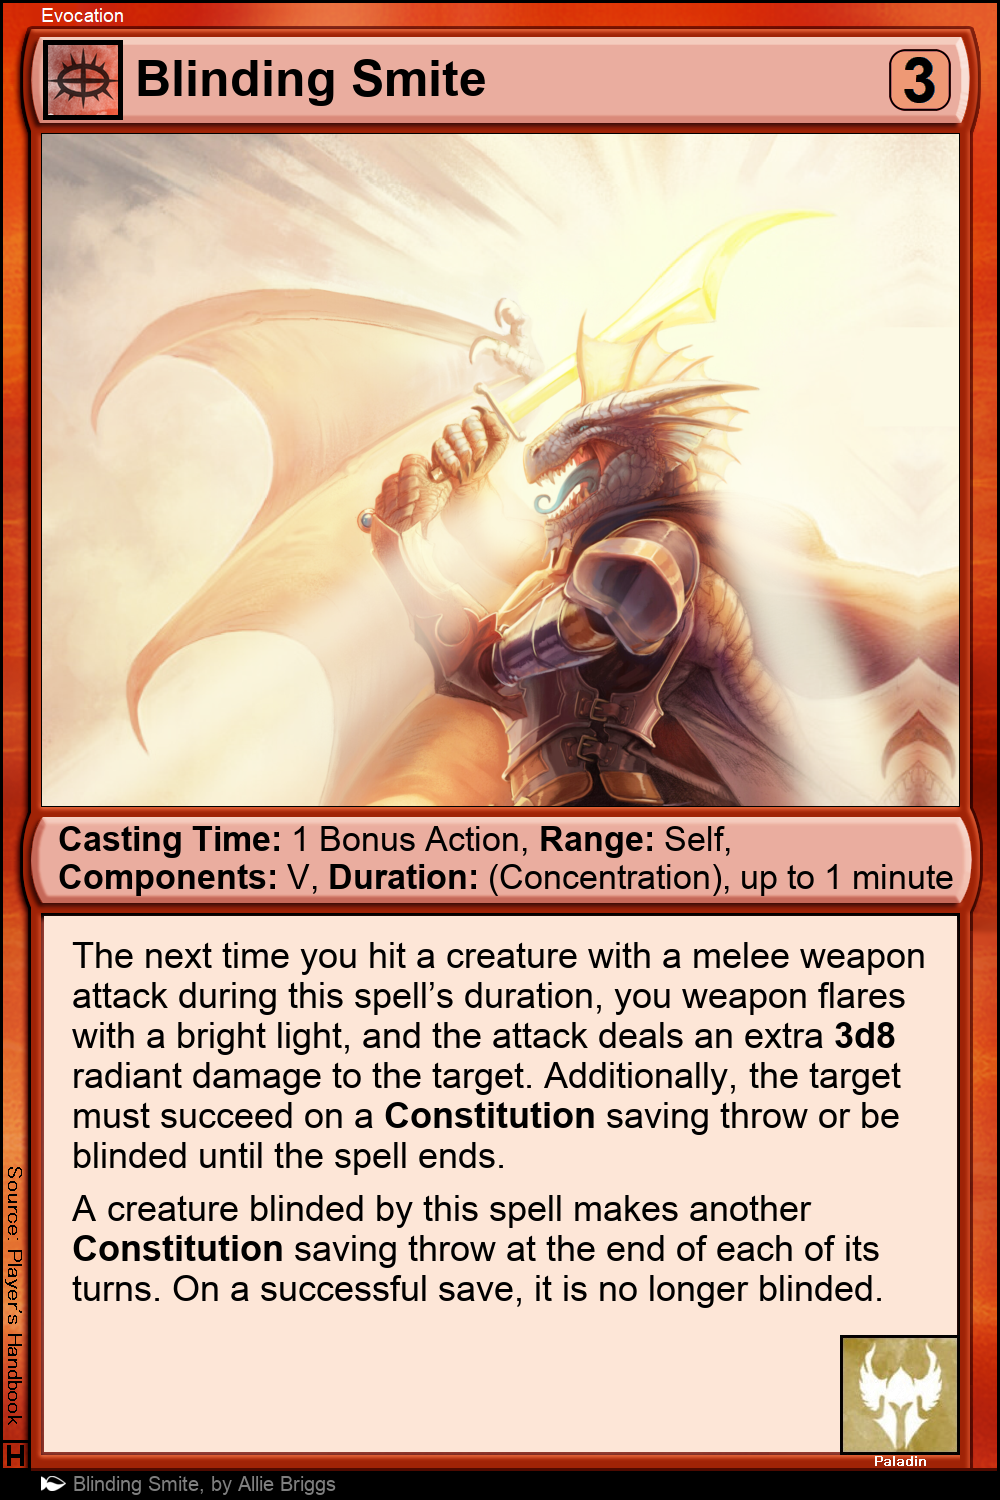 Evocation
Blinding Smite
3
Casting Time: 1 Bonus Action, Range: Self,
Components: V, Duration: (Concentration), up to 1 minute
The next time you hit a creature with a melee weapon
attack during this spell’s duration, you weapon flares
with a bright light, and the attack deals an extra 3d8
radiant damage to the target. Additionally, the target
must succeed on a Constitution saving throw or be
blinded until the spell ends.
A creature blinded by this spell makes another
Constitution saving throw at the end of each of its
turns. On a successful save, it is no longer blinded.
Source: Player’s Handbook
H
Paladin
Blinding Smite, by Allie Briggs